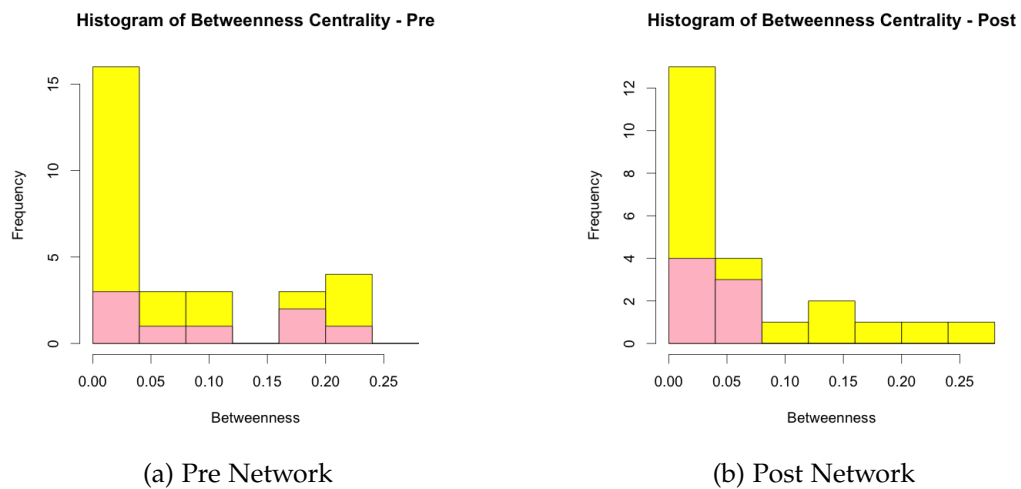 Histogram of Betweenness Centrality - Pre
Frequency
15
10
5
0
0.00 0.05 0.10 0.15 0.20 0.25
Betweenness
(a) Pre Network
Histogram of Betweenness Centrality - Post
Frequency
12
10
8
6
4
2
0
0.00 0.05 0.10 0.15 0.20 0.25
Betweenness
(b) Post Network